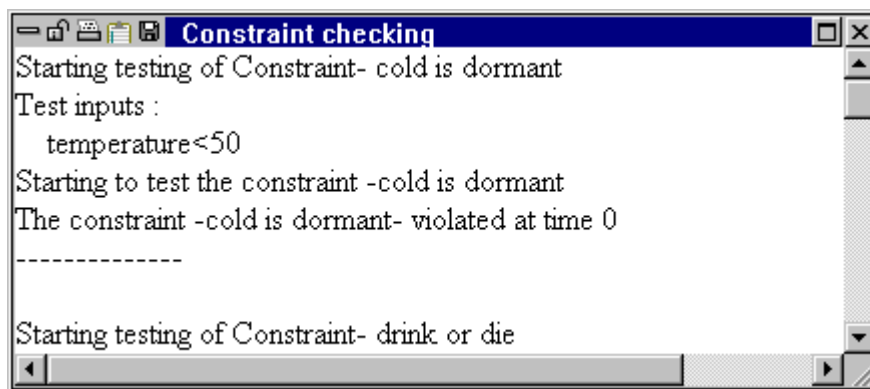 Constraint checking
Starting testing of Constraint- cold is dormant
Test inputs :
temperature<50
Starting to test the constraint -cold is dormant
The constraint -cold is dormant- violated at time 0
--------------
Starting testing of Constraint- drink or die